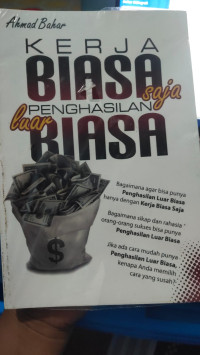 Ahmad Bahar
KERJA
BIASA saja
PENGHASILAN
luar BIASA
$
Bagaimana agar bisa punya
Penghasilan Luar Biasa
hanya dengan Kerja Biasa Saja
Bagaimana sikap dan rahasia
orang-orang sukses bisa punya
Penghasilan Luar Biasa
Jika ada cara mudah punya
Penghasilan Luar Biasa,
kenapa Anda memilih
cara yang susah?